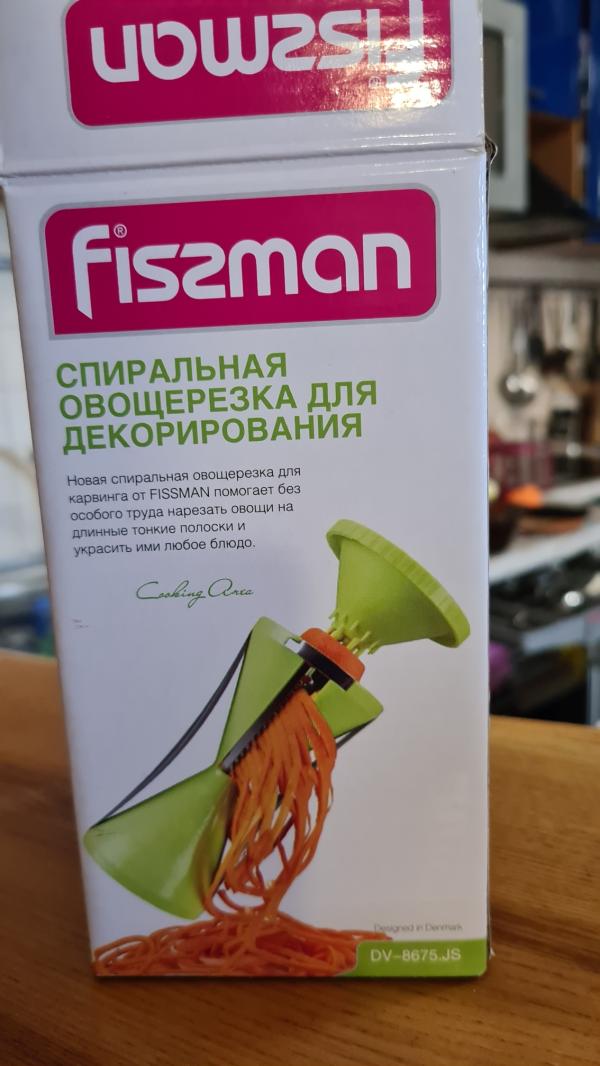 fissman
fissman®
СПИРАЛЬНАЯ
ОВОЩЕРЕЗКА ДЛЯ
ДЕКОРИРОВАНИЯ
Новая спиральная овощерезка для
карвинга от FISSMAN помогает без
особого труда нарезать овощи на
длинные тонкие полоски и
украсить ими любое блюдо.
Cooking Area
Designed in Denmark
DV-8675.JS